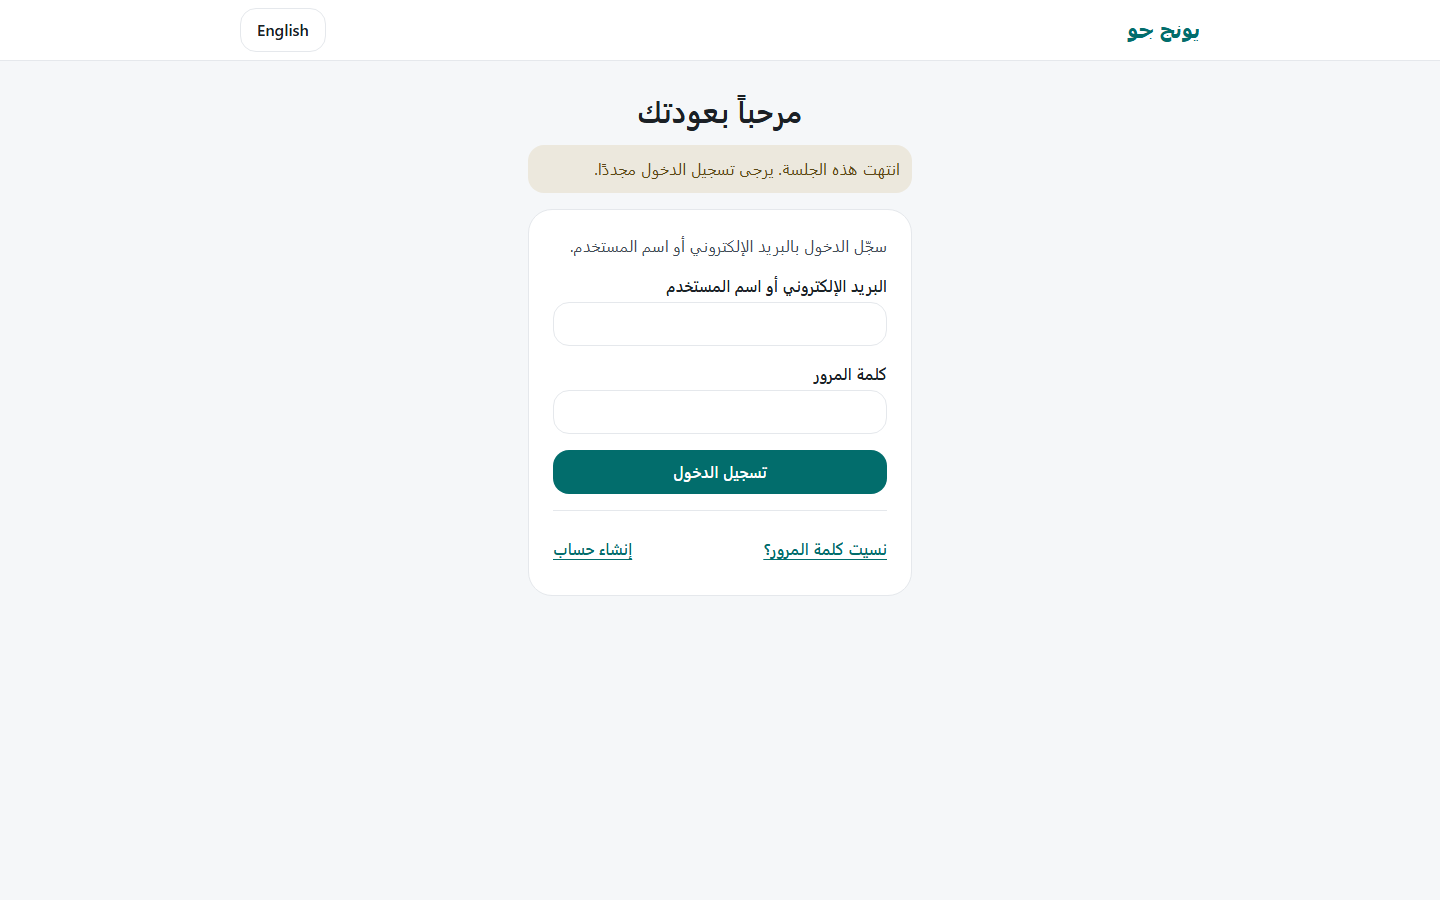 يونج جو
English
مرحباً بعودتك
انتهت هذه الجلسة. يرجى تسجيل الدخول مجددًا.
سجّل الدخول بالبريد الإلكتروني أو اسم المستخدم.
البريد الإلكتروني أو اسم المستخدم
كلمة المرور
تسجيل الدخول
نسيت كلمة المرور؟
إنشاء حساب